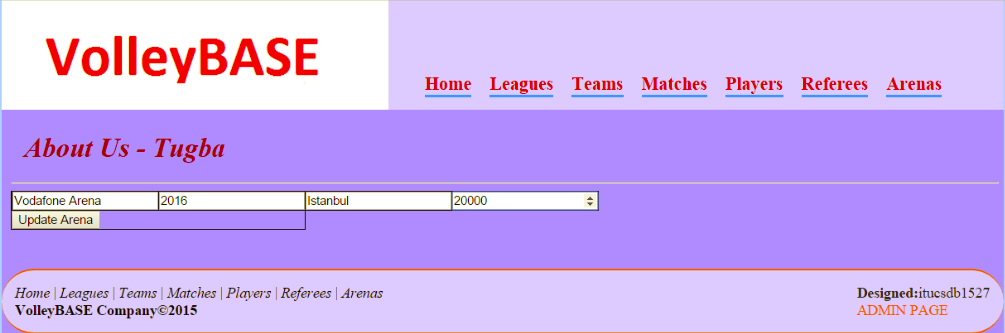 VolleyBASE
Home Leagues Teams Matches Players Referees Arenas
About Us - Tugba
Vodafone Arena 2016 Istanbul 20000
Update Arena
Home | Leagues | Teams | Matches | Players | Referees | Arenas
VolleyBASE Company©2015
Designed:itucsdb1527
ADMIN PAGE